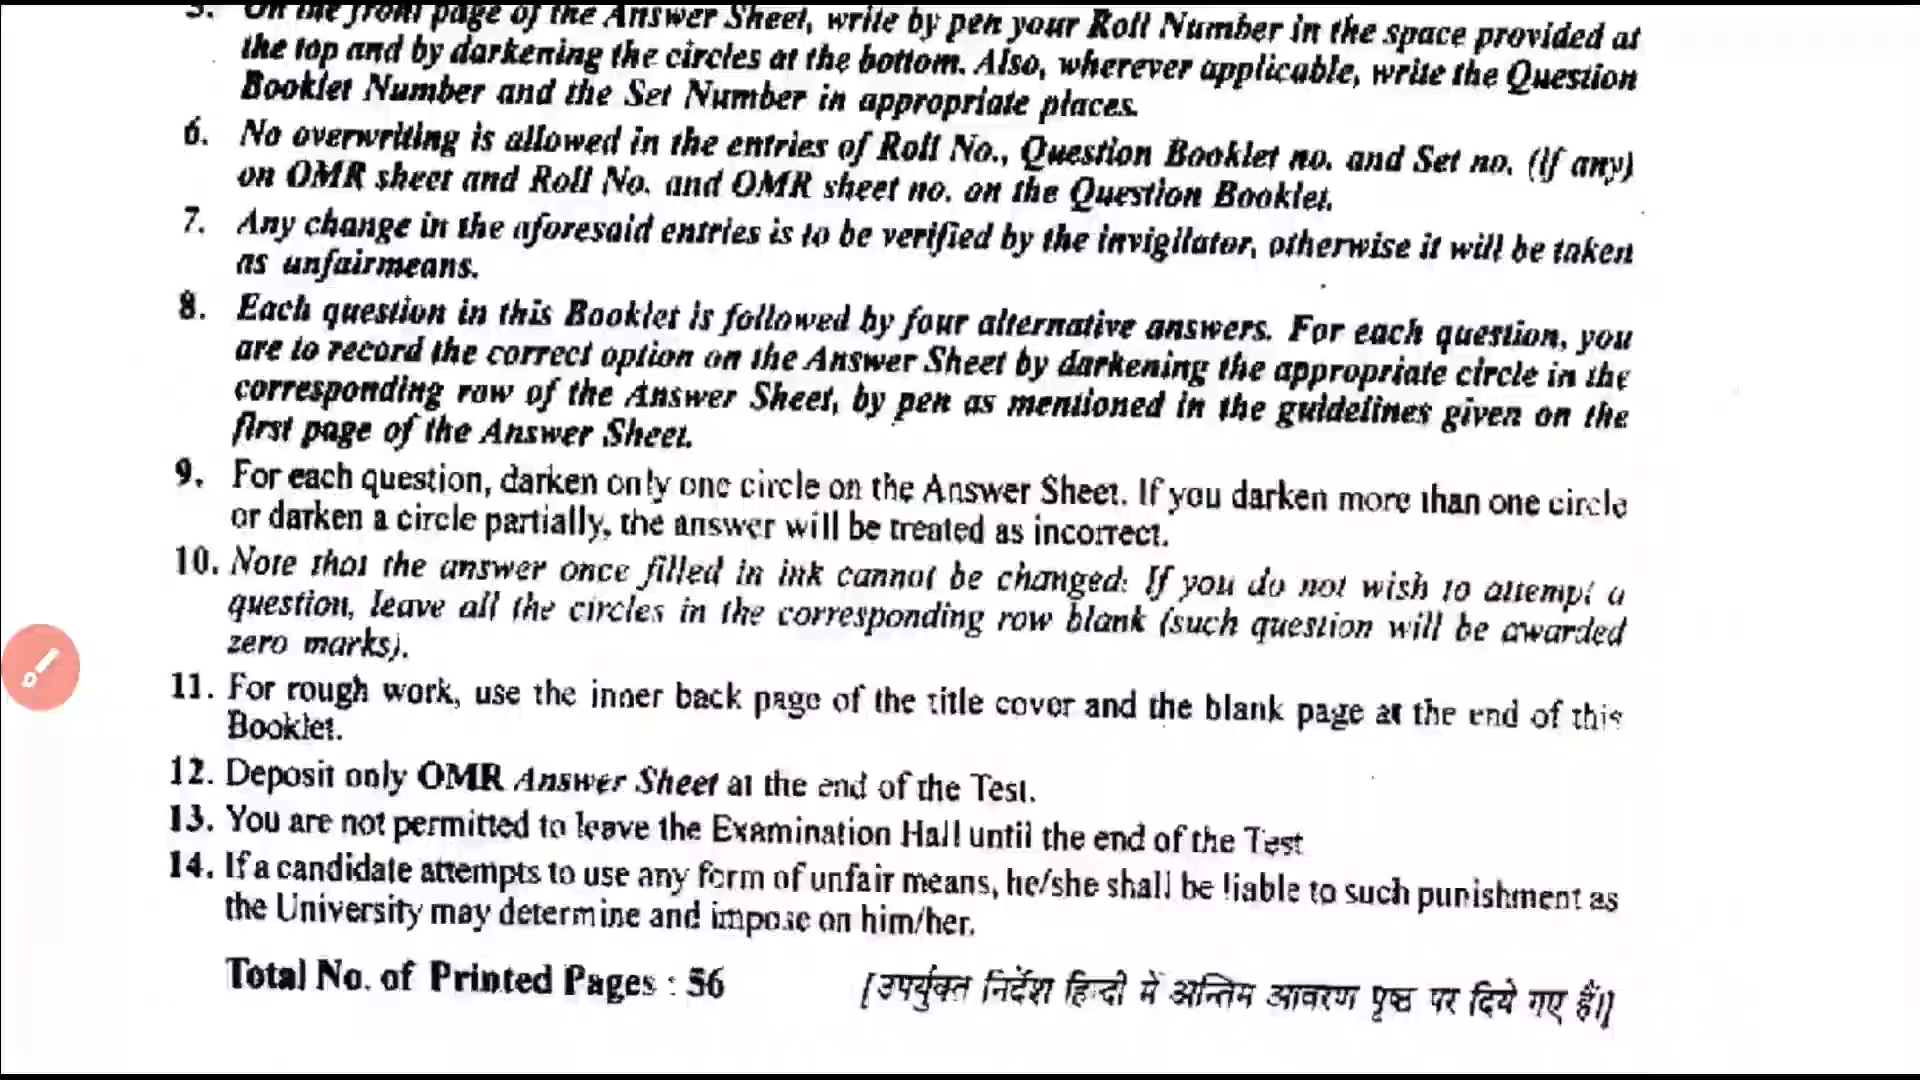 5. On the front page of the Answer Sheet, write by pen your Roll Number in the space provided at
the top and by darkening the circles at the bottom. Also, wherever applicable, write the Question
Booklet Number and the Set Number in appropriate places.
6. No overwriting is allowed in the entries of Roll No., Question Booklet no. and Set no. (if any)
on OMR sheet and Roll No. and OMR sheet no. on the Question Booklet.
7. Any change in the aforesaid entries is to be verified by the invigilator, otherwise it will be taken
as unfairmeans.
8. Each question in this Booklet is followed by four alternative answers. For each question, you
are to record the correct option on the Answer Sheet by darkening the appropriate circle in the
corresponding row of the Answer Sheet, by pen as mentioned in the guidelines given on the
first page of the Answer Sheet.
9. For each question, darken only one circle on the Answer Sheet. If you darken more than one circle
or darken a circle partially, the answer will be treated as incorrect.
10. Note that the answer once filled in ink cannot be changed. If you do not wish to attempt a
question, leave all the circles in the corresponding row blank (such question will be awarded
zero marks).
11. For rough work, use the inner back page of the title cover and the blank page at the end of this
Booklet.
12. Deposit only OMR Answer Sheet at the end of the Test.
13. You are not permitted to leave the Examination Hall until the end of the Test
14. If a candidate attempts to use any form of unfair means, he/she shall be liable to such punishment as
the University may determine and impose on him/her.
Total No. of Printed Pages : 56 [उपर्युक्त निर्देश हिन्दी में अन्तिम आवरण पृष्ठ पर दिये गए हैं।]